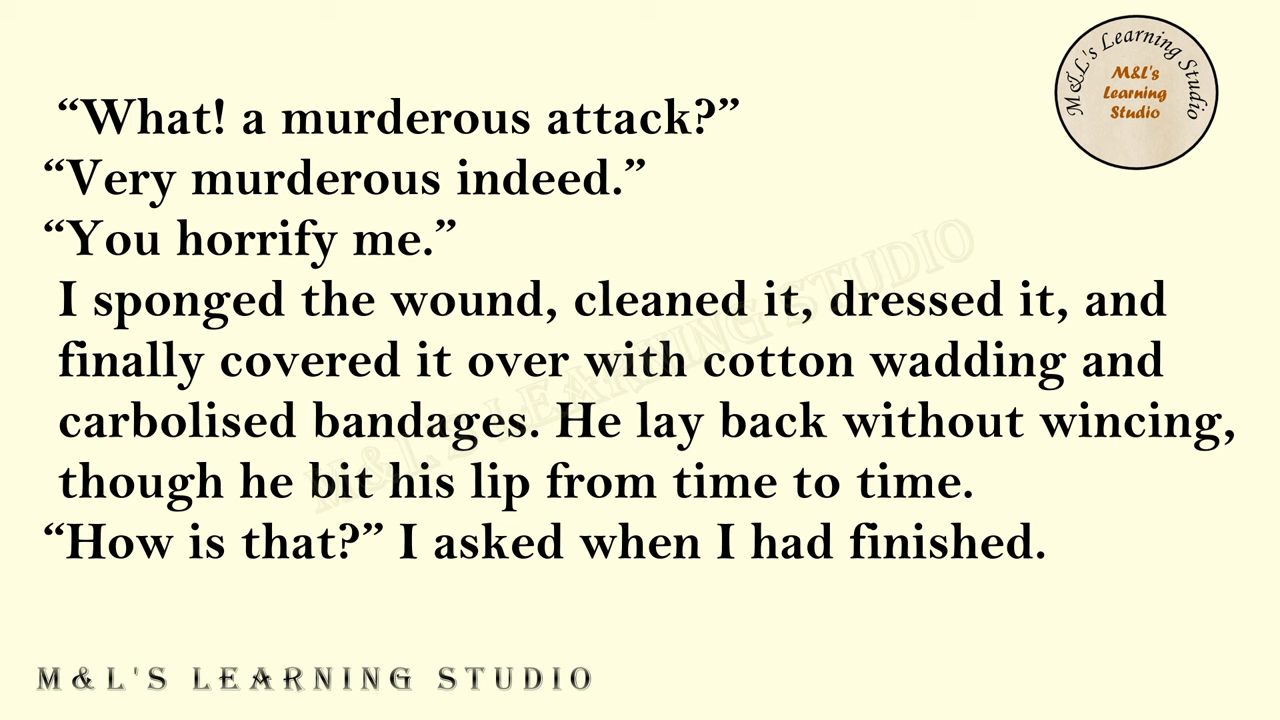 M&L's Learning Studio
M&L's
Learning
Studio
“What! a murderous attack?”
“Very murderous indeed.”
“You horrify me.”
I sponged the wound, cleaned it, dressed it, and
finally covered it over with cotton wadding and
carbolised bandages. He lay back without wincing,
though he bit his lip from time to time.
“How is that?” I asked when I had finished.
M&L'S LEARNING STUDIO
M&L'S LEARNING STUDIO